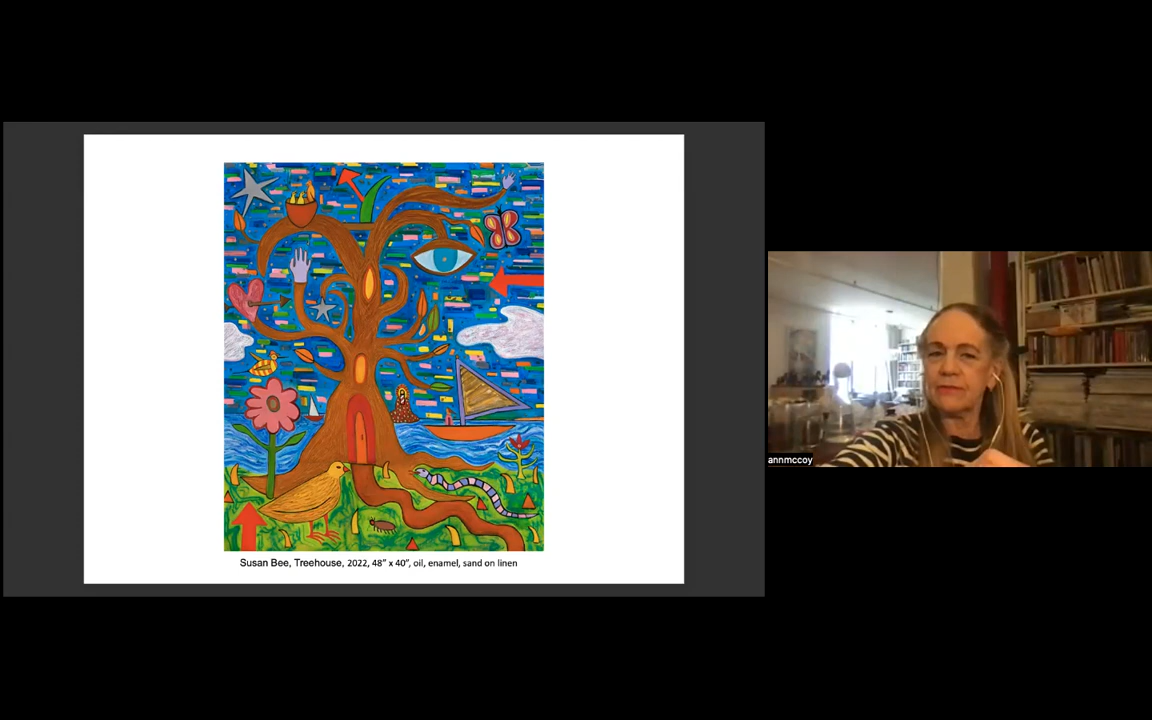 Susan Bee, Treehouse, 2022, 48” x 40”, oil, enamel, sand on linen
annmccoy